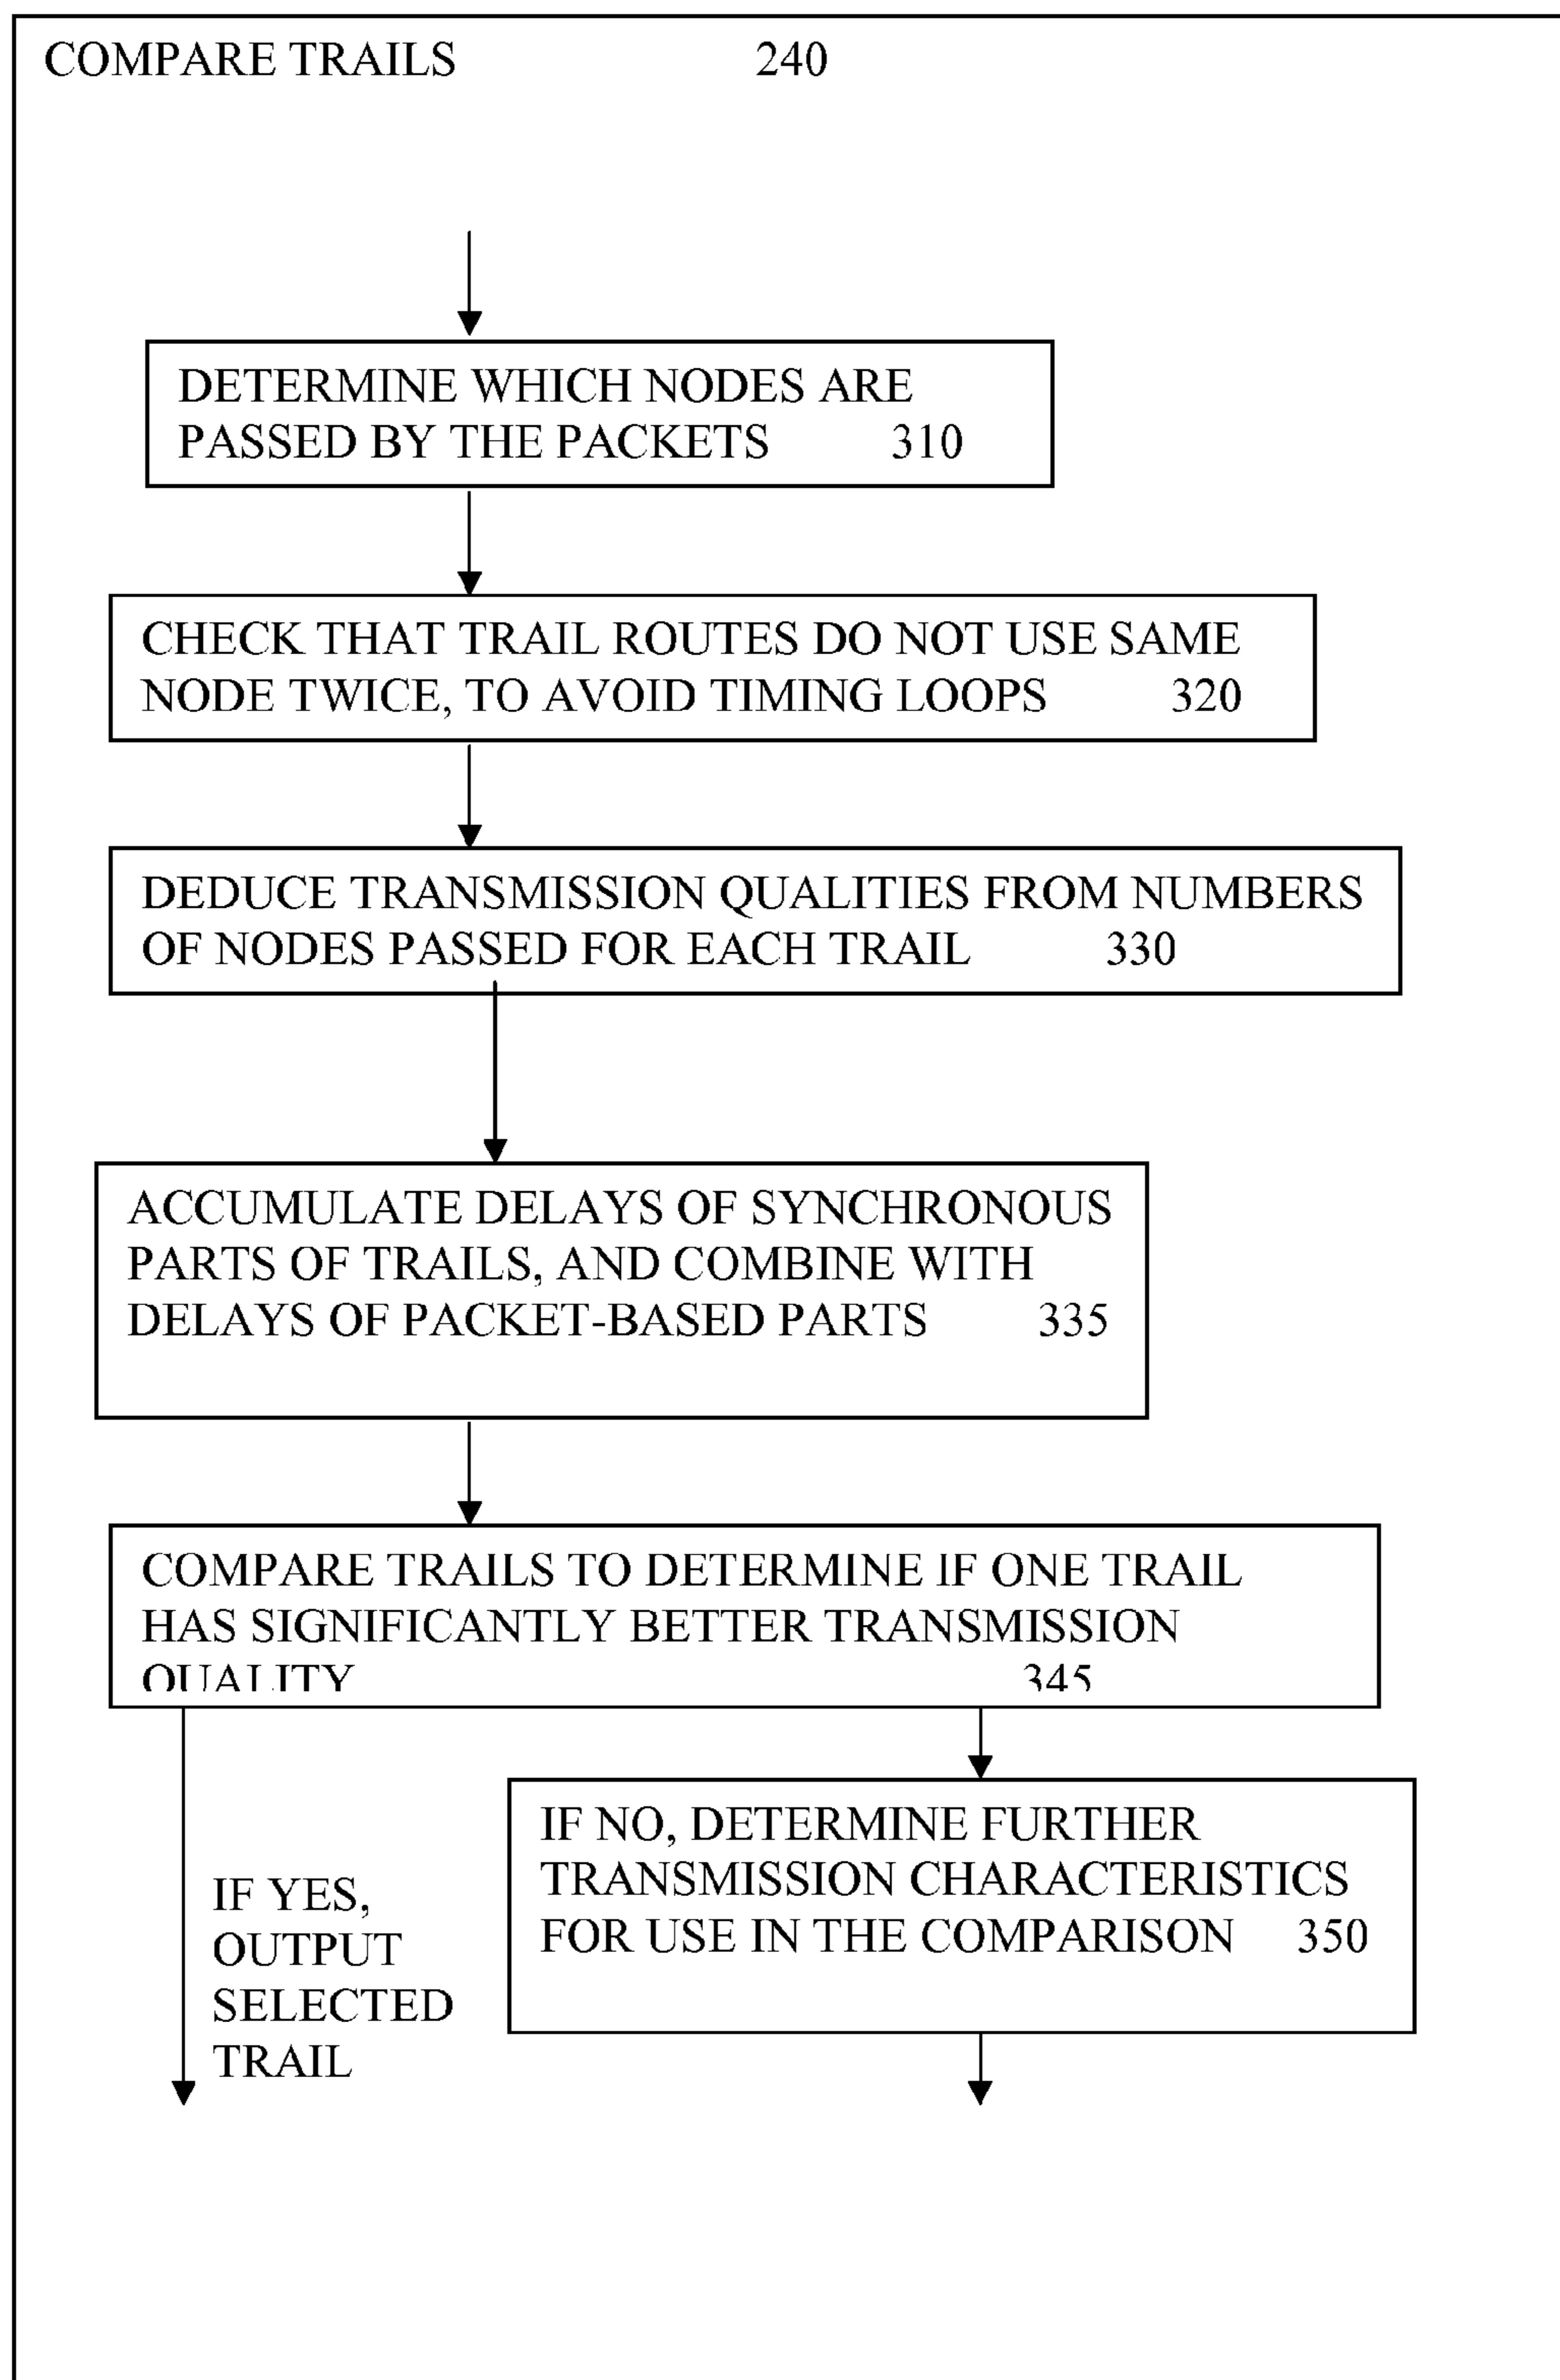 COMPARE TRAILS 240
DETERMINE WHICH NODES ARE
PASSED BY THE PACKETS 310
CHECK THAT TRAIL ROUTES DO NOT USE SAME
NODE TWICE, TO AVOID TIMING LOOPS 320
DEDUCE TRANSMISSION QUALITIES FROM NUMBERS
OF NODES PASSED FOR EACH TRAIL 330
ACCUMULATE DELAYS OF SYNCHRONOUS
PARTS OF TRAILS, AND COMBINE WITH
DELAYS OF PACKET-BASED PARTS 335
COMPARE TRAILS TO DETERMINE IF ONE TRAIL
HAS SIGNIFICANTLY BETTER TRANSMISSION
QUALITY 345
IF YES,
OUTPUT
SELECTED
TRAIL
IF NO, DETERMINE FURTHER
TRANSMISSION CHARACTERISTICS
FOR USE IN THE COMPARISON 350